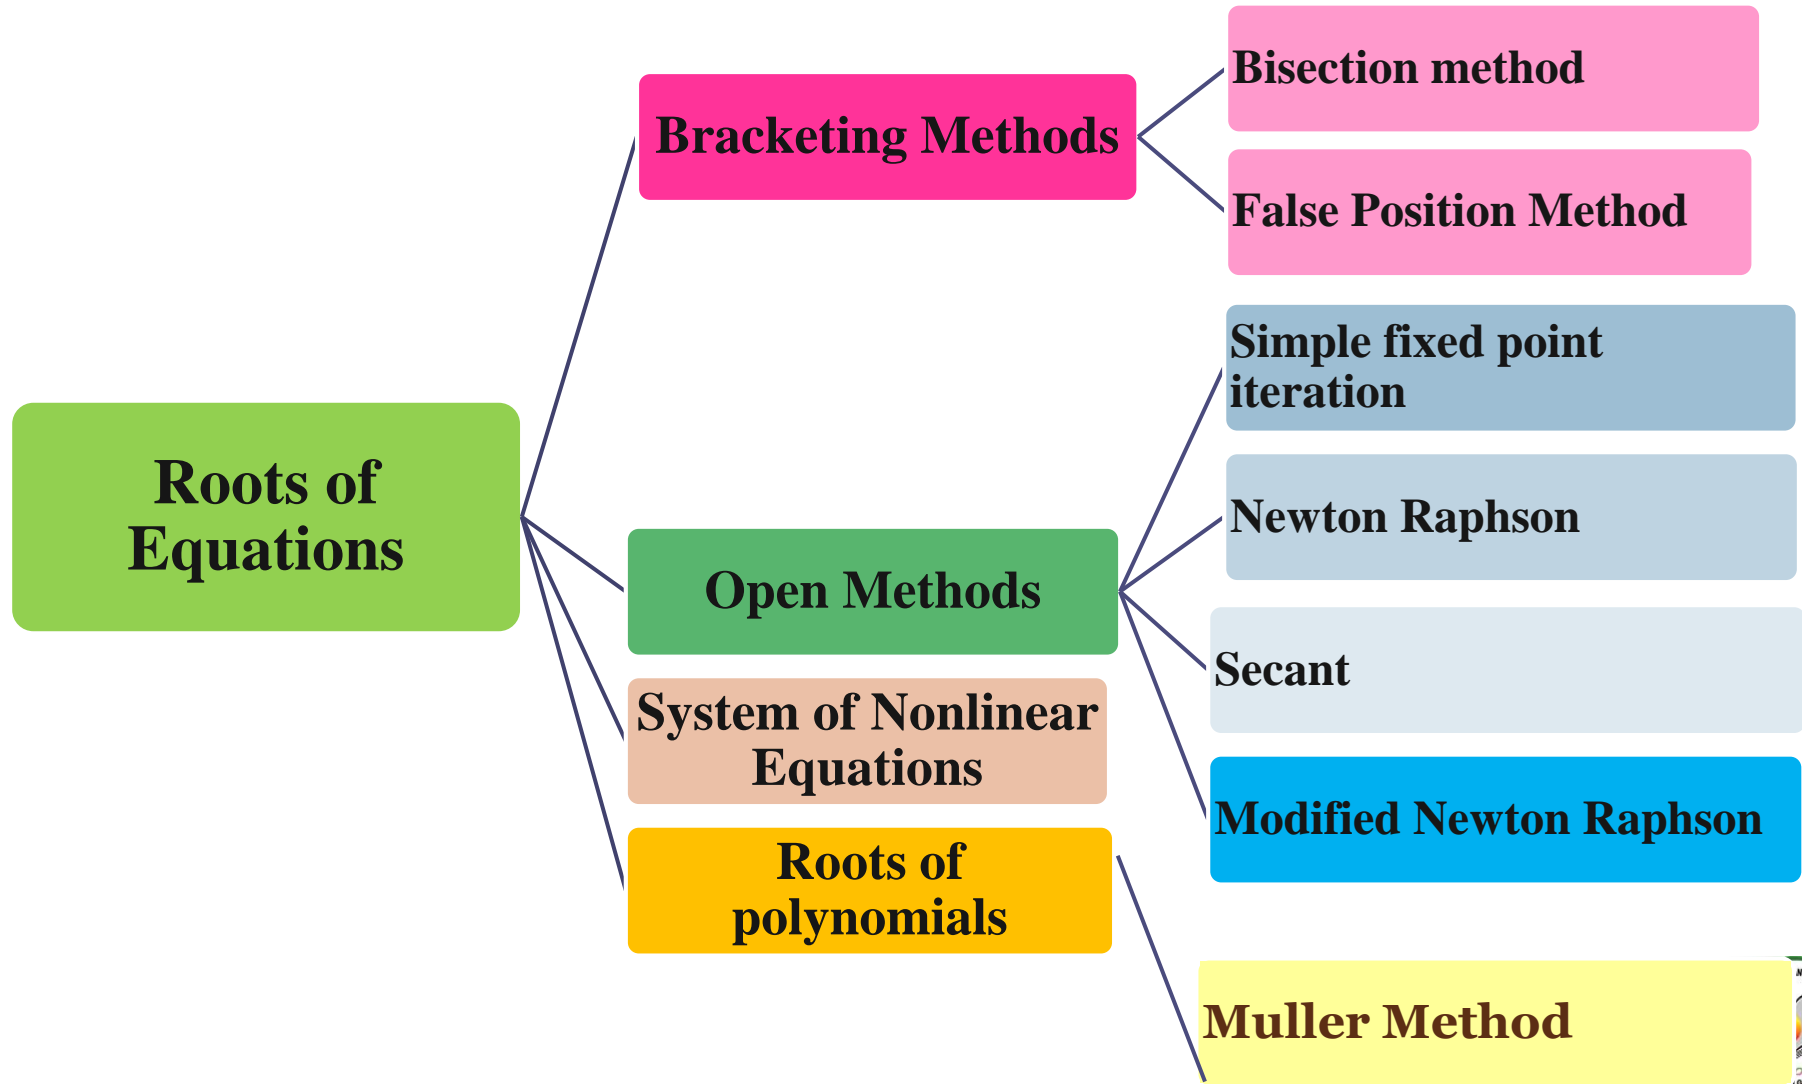 Bisection method
Bracketing Methods
False Position Method
Simple fixed point
iteration
Roots of
Equations
Newton Raphson
Open Methods
Secant
System of Nonlinear
Equations
Modified Newton Raphson
Roots of
polynomials
Muller Method